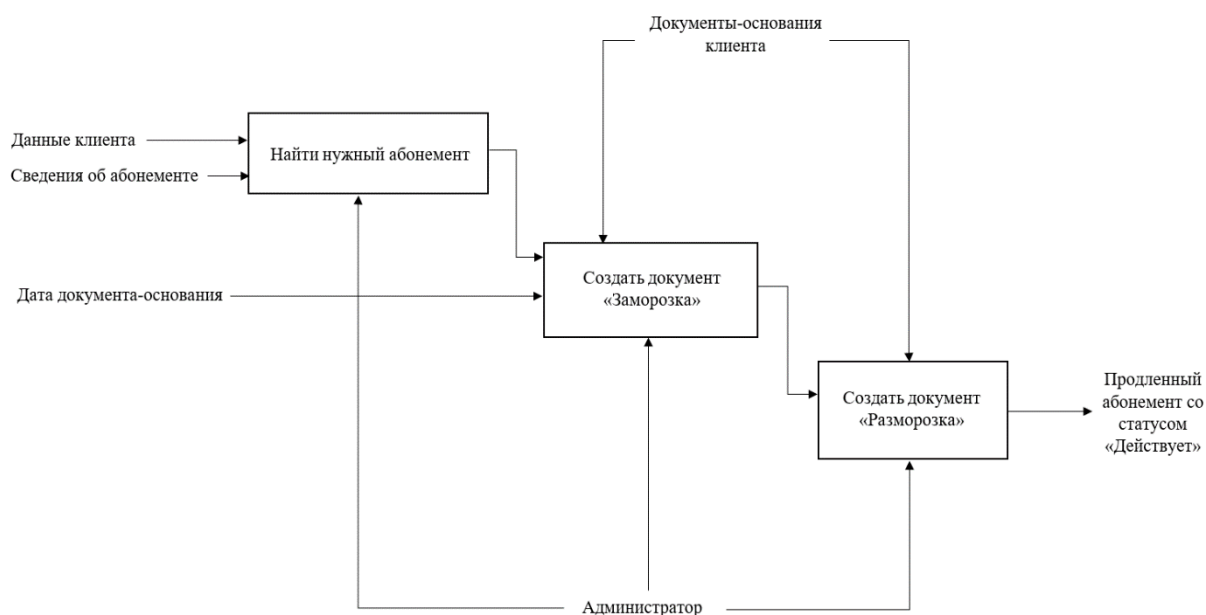 Документы-основания
клиента
Данные клиента
Найти нужный абонемент
Сведения об абонементе
Создать документ
«Заморозка»
Дата документа-основания
Создать документ
«Разморозка»
Продленный
абонемент со
статусом
«Действует»
Администратор